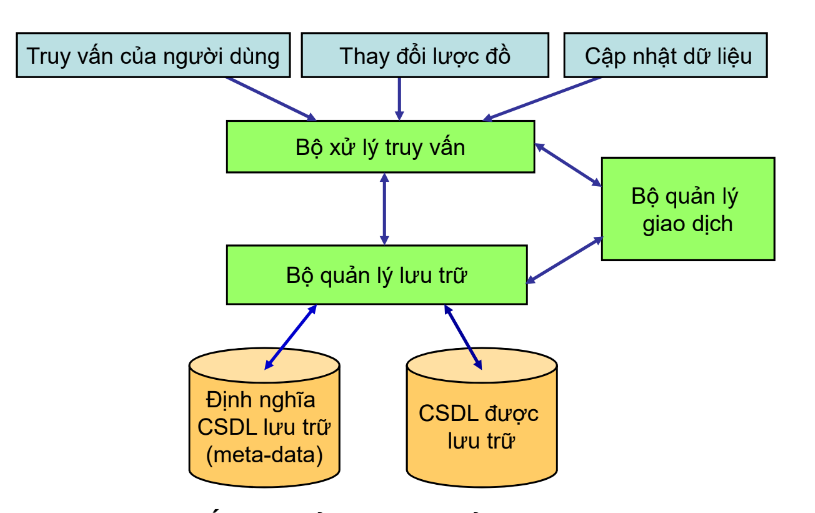 Truy vấn của người dùng
Thay đổi lược đồ
Cập nhật dữ liệu
Bộ xử lý truy vấn
Bộ quản lý
giao dịch
Bộ quản lý lưu trữ
Định nghĩa
CSDL lưu trữ
(meta-data)
CSDL được
lưu trữ